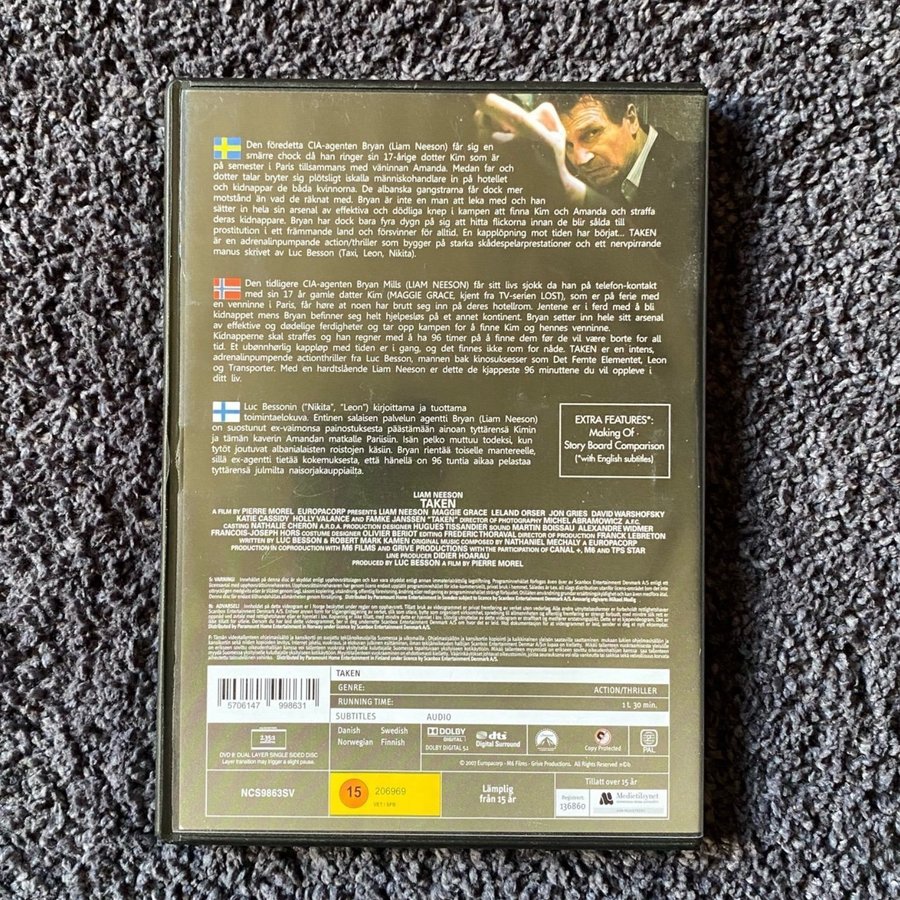 Den föredetta CIA-agenten Bryan (Liam Neeson) får sig en
smärre chock då han ringer sin 17-årige dotter Kim som är
på semester i Paris tillsammans med väninnan Amanda. Medan far och
dotter talar bryter sig plötsligt iskalla människohandlare in på hotellet
och kidnappar de båda kvinnorna. De albanska gangstrarna får dock mer
motstånd än vad de räknat med. Bryan är inte en man att leka med och han
sätter in hela sin arsenal av effektiva och dödliga knep i kampen att finna Kim och Amanda och straffa
deras kidnappare. Bryan har dock bara fyra dygn på sig att hitta flickorna innan de blir sålda till
prostitution i ett främmande land och försvinner för alltid. En kapplöpning mot tiden har börjat... TAKEN
är en adrenalinpumpande action/thriller som bygger på starka skådespelarprestationer och ett nervpirrande
manus skrivet av Luc Besson (Taxi, Leon, Nikita).
Den tidligere CIA-agenten Bryan Mills (LIAM NEESON) får sitt livs sjokk da han på telefon-kontakt
med sin 17 år gamle datter Kim (MAGGIE GRACE, kjent fra TV-serien LOST), som er på ferie med
en venninne i Paris, får høre at noen har brutt seg inn på deres hotellrom. Jentene er i ferd med å bli
kidnappet mens Bryan befinner seg helt hjelpesløs på et annet kontinent. Bryan setter inn hele sitt arsenal
av effektive og dødelige ferdigheter og tar opp kampen for å finne Kim og hennes venninne.
Kidnapperne skal straffes og han regner med å ha 96 timer på å finne dem før de vil være borte for all
tid. Et ubønnhørlig kappløp med tiden er i gang, og det finnes ikke rom for nåde. TAKEN er en intens,
adrenalinpumpende actionthriller fra Luc Besson, mannen bak kinosuksesser som Det Femte Elementet, Leon
og Transporter. Med en hardtslående Liam Neeson er dette de kjappeste 96 minuttene du vil oppleve i
ditt liv.
Luc Bessonin ("Nikita", "Leon") kirjoittama ja tuottama
toimintaelokuva. Entinen salaisen palvelun agentti Bryan (Liam Neeson)
on suostunut ex-vaimonsa painostuksesta päästämään ainoan tyttärensä Kimin
ja tämän kaverin Amandan matkalle Pariisiin. Isän pelko muuttuu todeksi, kun
tytöt joutuvat albanialaisten roistojen käsiin. Bryan rientää toiselle mantereelle,
sillä ex-agentti tietää kokemuksesta, että hänellä on 96 tuntia aikaa pelastaa
tyttärensä julmilta naisorjakauppiailta.
EXTRA FEATURES*:
Making Of
Story Board Comparison
(*with English subtitles)
LIAM NEESON
TAKEN
A FILM BY PIERRE MOREL EUROPACORP PRESENTS LIAM NEESON MAGGIE GRACE LELAND ORSER JON GRIES DAVID WARSHOFSKY
KATIE CASSIDY HOLLY VALANCE AND FAMKE JANSSEN "TAKEN" DIRECTOR OF PHOTOGRAPHY MICHEL ABRAMOWICZ A.F.C.
CASTING NATHALIE CHERON A.R.D.A. PRODUCTION DESIGNER HUGUES TISSANDIER SOUND MARTIN BOISSAU ALEXANDRE WIDMER
FRANCOIS-JOSEPH HORS COSTUME DESIGNER OLIVIER BERIOT EDITING FREDERIC THORAVAL DIRECTOR OF PRODUCTION FRANCK LEBRETON
WRITTEN BY LUC BESSON & ROBERT MARK KAMEN ORIGINAL MUSIC COMPOSED BY NATHANIEL MECHALY A EUROPACORP
PRODUCTION IN COPRODUCTION WITH M6 FILMS AND GRIVE PRODUCTIONS WITH THE PARTICIPATION OF CANAL +, M6 AND TPS STAR
LINE PRODUCER DIDIER HOARAU
PRODUCED BY LUC BESSON A FILM BY PIERRE MOREL
TAKEN
GENRE: ACTION/THRILLER
RUNNING TIME: 1 t. 30 min.
5706147 998631
SUBTITLES AUDIO
Danish Swedish
Norwegian Finnish
DOLBY DIGITAL
DOLBY DIGITAL 5.1
dts Digital Surround
Copy Protected
PAL
2.35:1
DVD 9: DUAL LAYER SINGLE SIDED DISC
Layer transition may trigger a slight pause.
© 2007 Europacorp - M6 Films - Grive Productions. All Rights Reserved
NCS9863SV
15 206969
VET / SFB
Lämplig
från 15 år
Tillatt over 15 år
Registrert
136860
Medietilsynet